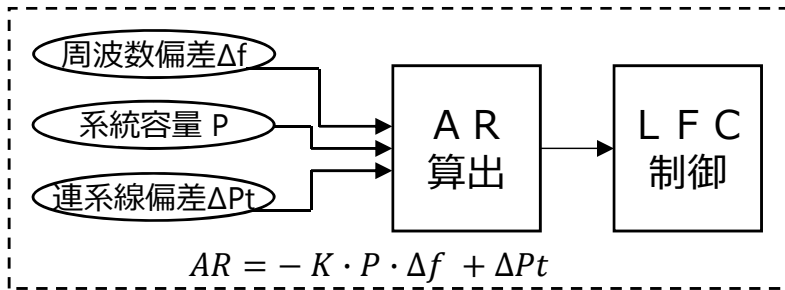 周波数偏差Δf
系統容量 P
連系線偏差ΔPt
ＡＲ
算出
ＬＦＣ
制御
AR = − K · P · Δf + ΔPt